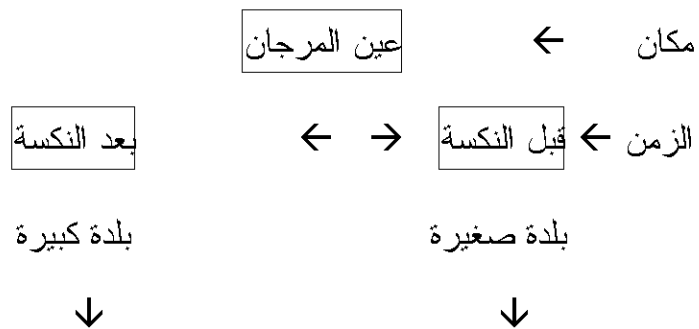 مكان ← عين المرجان
الزمن ← قبل النكسة → ← بعد النكسة
بلدة صغيرة بلدة كبيرة
↓ ↓